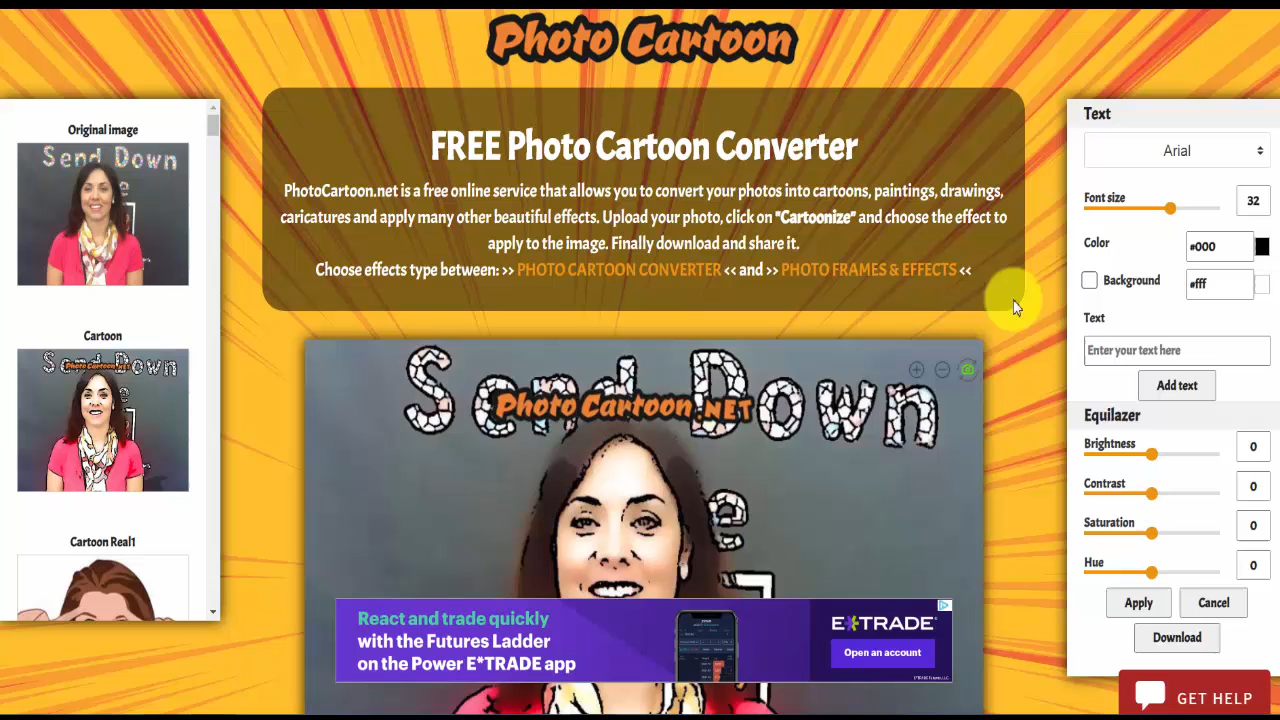 Photo Cartoon
Original image
Send Down
e
Cartoon
Send Down
Photo Cartoon.NET
Cartoon Real1
FREE Photo Cartoon Converter
PhotoCartoon.net is a free online service that allows you to convert your photos into cartoons, paintings, drawings,
caricatures and apply many other beautiful effects. Upload your photo, click on "Cartoonize" and choose the effect to
apply to the image. Finally download and share it.
Choose effects type between: >> PHOTO CARTOON CONVERTER << and >> PHOTO FRAMES & EFFECTS <<
Send Down
Photo Cartoon.NET
e
React and trade quickly
with the Futures Ladder
on the Power E*TRADE app
E*TRADE
Open an account
Text
Arial
Font size
32
Color
#000
Background
#fff
Text
Enter your text here
Add text
Equilazer
Brightness
0
Contrast
0
Saturation
0
Hue
0
Apply
Cancel
Download
GET HELP